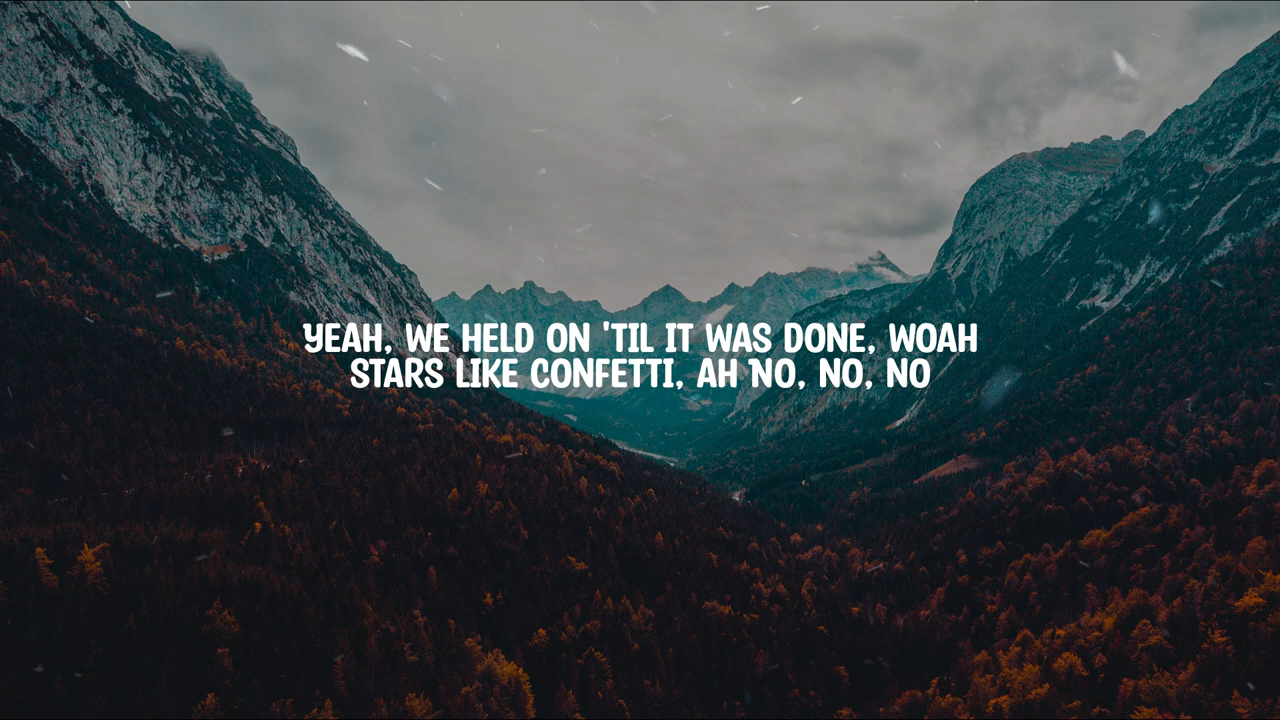 YEAH, WE HELD ON 'TIL IT WAS DONE, WOAH
STARS LIKE CONFETTI, AH NO, NO, NO